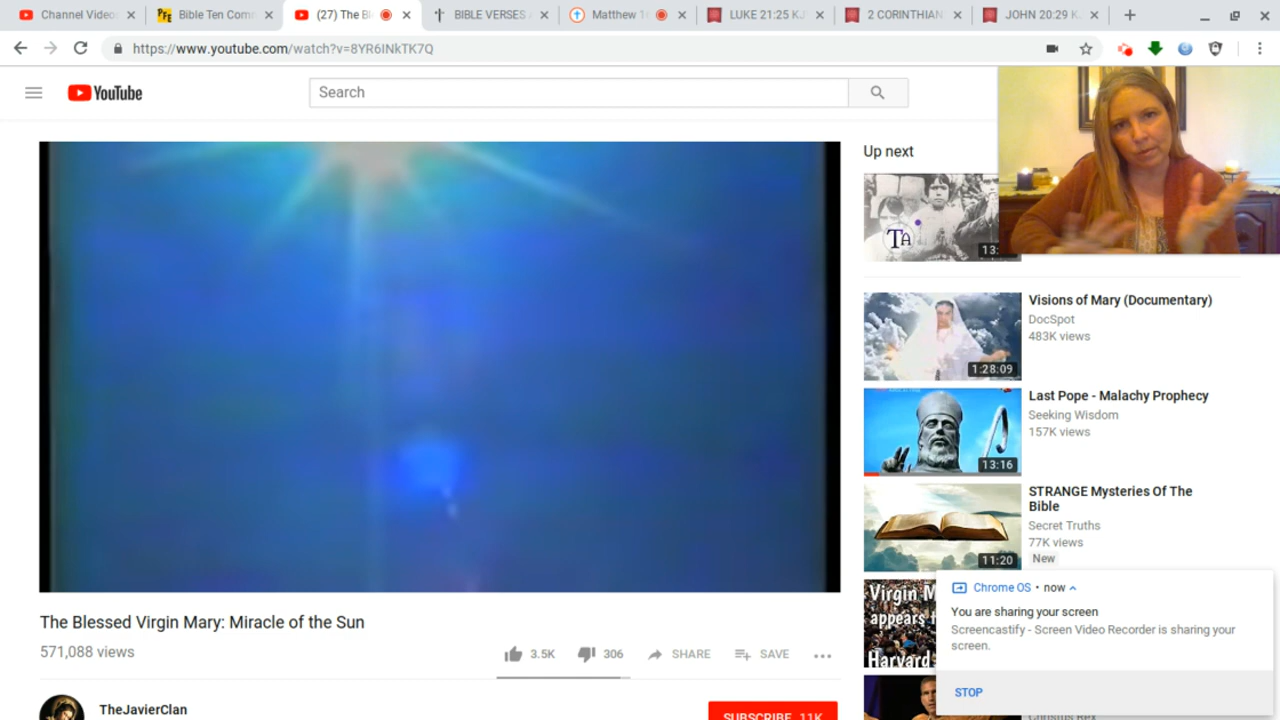 Channel Video
Bible Ten Com
(27) The Bl
BIBLE VERSES
Matthew 1
LUKE 21:25 KJ
2 CORINTHIAN
JOHN 20:29 K
https://www.youtube.com/watch?v=8YR6INkTK7Q
YouTube
Search
Up next
TA
13:
Visions of Mary (Documentary)
DocSpot
483K views
1:28:09
Last Pope - Malachy Prophecy
Seeking Wisdom
157K views
13:16
STRANGE Mysteries Of The
Bible
Secret Truths
77K views
New
11:20
Virgin M
appears
Harvard
Chrome OS • now
You are sharing your screen
Screencastify - Screen Video Recorder is sharing your
screen.
STOP
The Blessed Virgin Mary: Miracle of the Sun
571,088 views
3.5K
306
SHARE
SAVE
TheJavierClan
SUBSCRIBE 11K